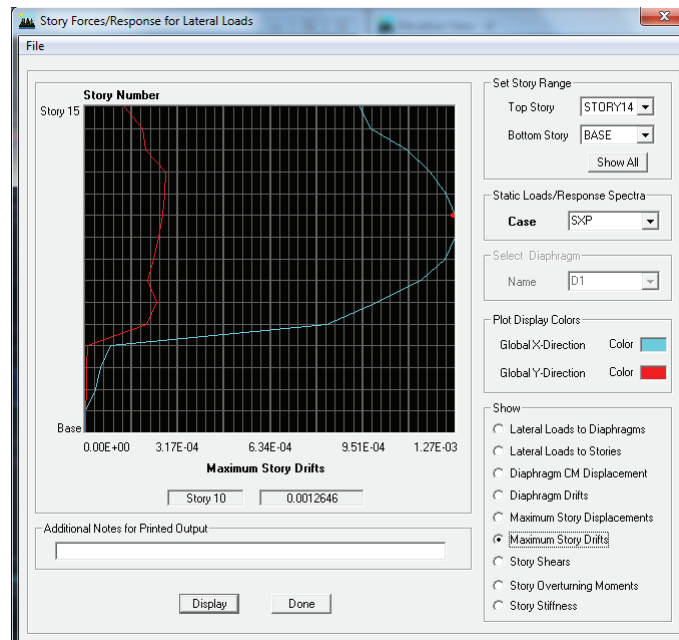 Story Forces/Response for Lateral Loads
File
Story Number
Story 15
Base
0.00E+00 3.17E-04 6.34E-04 9.51E-04 1.27E-03
Maximum Story Drifts
Story 10 0.0012646
Additional Notes for Printed Output
Display Done
Set Story Range
Top Story STORY14
Bottom Story BASE
Show All
Static Loads/Response Spectra
Case SXP
Select Diaphragm
Name D1
Plot Display Colors
Global X-Direction Color
Global Y-Direction Color
Show
Lateral Loads to Diaphragms
Lateral Loads to Stories
Diaphragm CM Displacement
Diaphragm Drifts
Maximum Story Displacements
Maximum Story Drifts
Story Shears
Story Overturning Moments
Story Stiffness